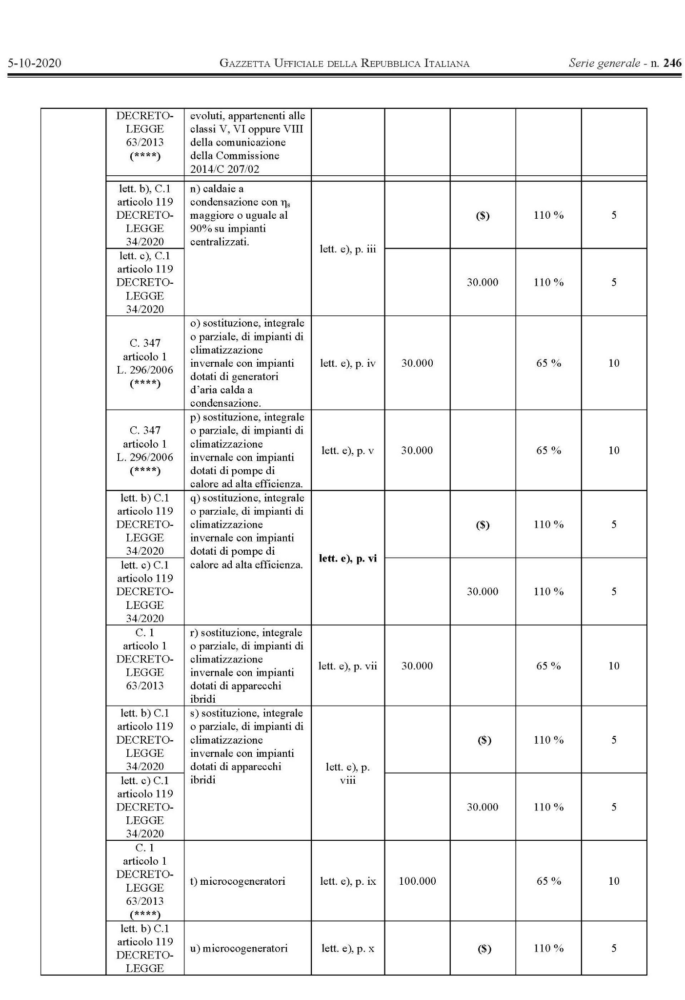 5-10-2020
GAZZETTA UFFICIALE DELLA REPUBBLICA ITALIANA
Serie generale - n. 246
DECRETO-
LEGGE
63/2013
(****)
evoluti, appartenenti alle
classi V, VI oppure VIII
della comunicazione
della Commissione
2014/C 207/02
lett. b), C.1
articolo 119
DECRETO-
LEGGE
34/2020
n) caldaie a
condensazione con ηs
maggiore o uguale al
90% su impianti
centralizzati.
lett. e), p. iii
($)
110 %
5
lett. c), C.1
articolo 119
DECRETO-
LEGGE
34/2020
30.000
110 %
5
C. 347
articolo 1
L. 296/2006
(****)
o) sostituzione, integrale
o parziale, di impianti di
climatizzazione
invernale con impianti
dotati di generatori
d’aria calda a
condensazione.
lett. e), p. iv
30.000
65 %
10
C. 347
articolo 1
L. 296/2006
(****)
p) sostituzione, integrale
o parziale, di impianti di
climatizzazione
invernale con impianti
dotati di pompe di
calore ad alta efficienza.
lett. e), p. v
30.000
65 %
10
lett. b) C.1
articolo 119
DECRETO-
LEGGE
34/2020
q) sostituzione, integrale
o parziale, di impianti di
climatizzazione
invernale con impianti
dotati di pompe di
calore ad alta efficienza.
lett. e), p. vi
($)
110 %
5
lett. c) C.1
articolo 119
DECRETO-
LEGGE
34/2020
30.000
110 %
5
C. 1
articolo 1
DECRETO-
LEGGE
63/2013
r) sostituzione, integrale
o parziale, di impianti di
climatizzazione
invernale con impianti
dotati di apparecchi
ibridi
lett. e), p. vii
30.000
65 %
10
lett. b) C.1
articolo 119
DECRETO-
LEGGE
34/2020
s) sostituzione, integrale
o parziale, di impianti di
climatizzazione
invernale con impianti
dotati di apparecchi
ibridi
lett. e), p.
viii
($)
110 %
5
lett. c) C.1
articolo 119
DECRETO-
LEGGE
34/2020
30.000
110 %
5
C. 1
articolo 1
DECRETO-
LEGGE
63/2013
(****)
t) microcogeneratori
lett. e), p. ix
100.000
65 %
10
lett. b) C.1
articolo 119
DECRETO-
LEGGE
u) microcogeneratori
lett. e), p. x
($)
110 %
5